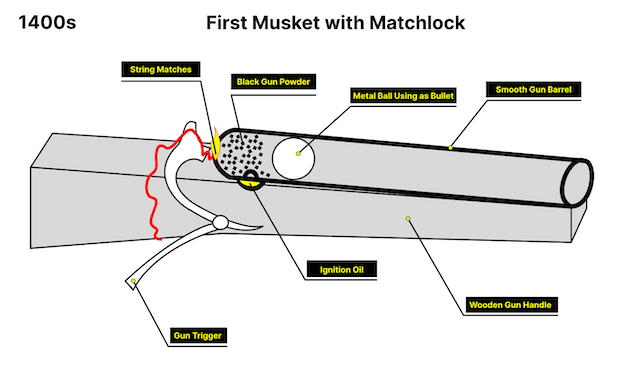 1400s
First Musket with Matchlock
String Matches
Black Gun Powder
Metal Ball Using as Bullet
Smooth Gun Barrel
Ignition Oil
Wooden Gun Handle
Gun Trigger